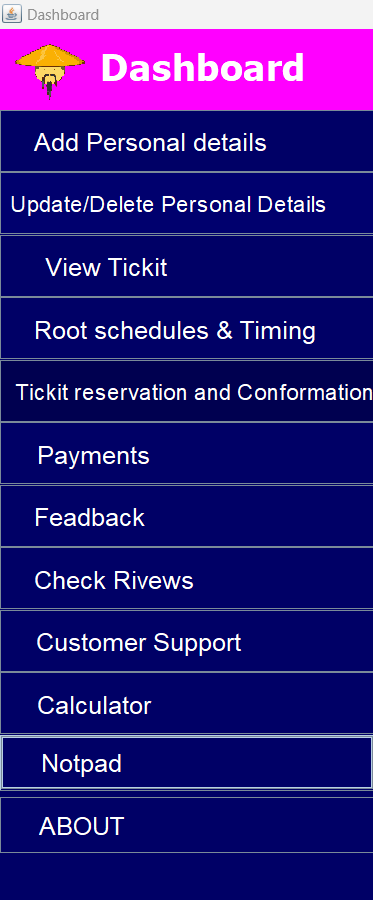 Dashboard
Dashboard
Add Personal details
Update/Delete Personal Details
View Tickit
Root schedules & Timing
Tickit reservation and Conformation
Payments
Feadback
Check Rivews
Customer Support
Calculator
Notpad
ABOUT